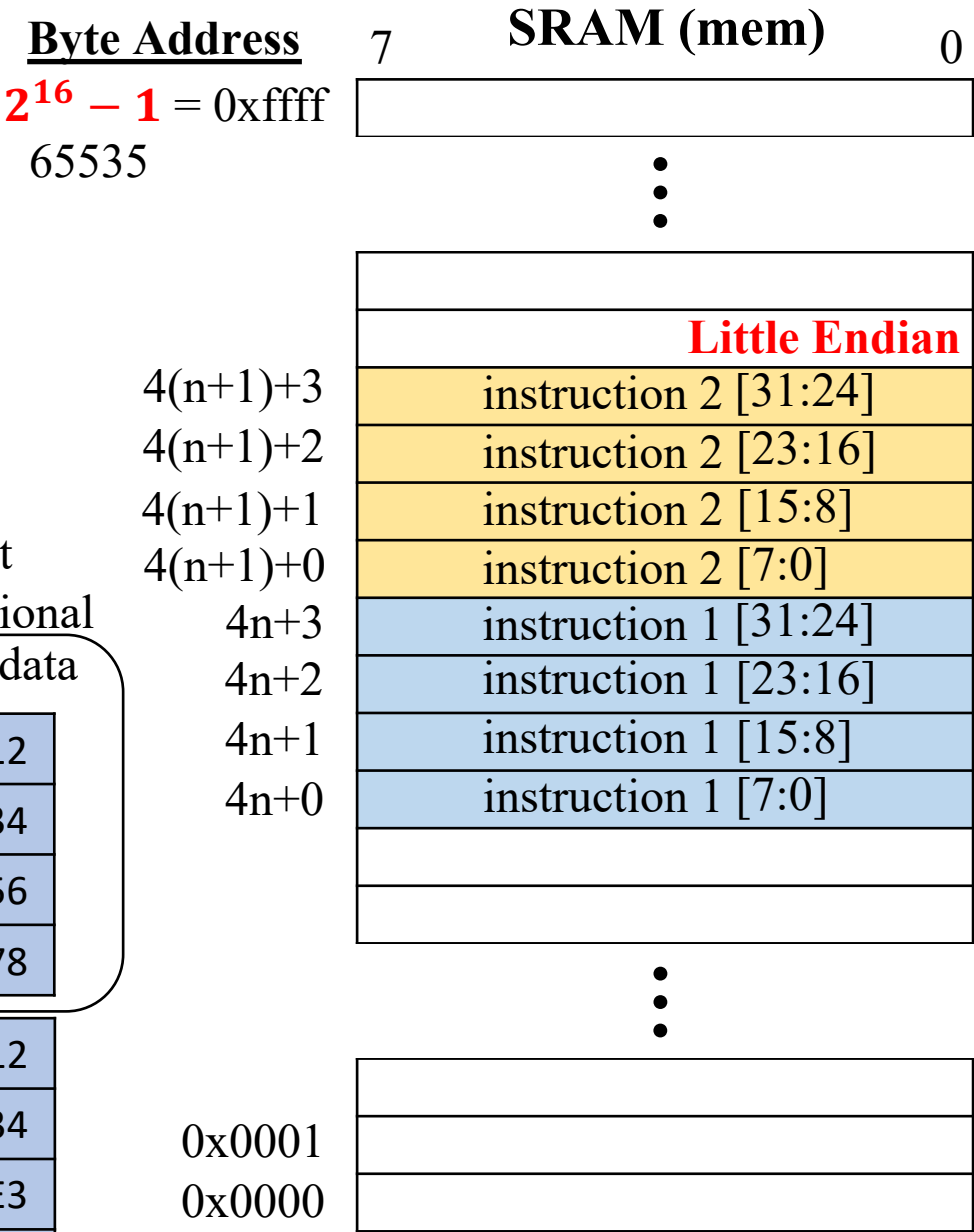 Byte Address
7 SRAM (mem) 0
2^16 − 1 = 0xffff
65535
Little Endian
4(n+1)+3 instruction 2 [31:24]
4(n+1)+2 instruction 2 [23:16]
4(n+1)+1 instruction 2 [15:8]
4(n+1)+0 instruction 2 [7:0]
4n+3 instruction 1 [31:24]
4n+2 instruction 1 [23:16]
4n+1 instruction 1 [15:8]
4n+0 instruction 1 [7:0]
data
0x0001
0x0000